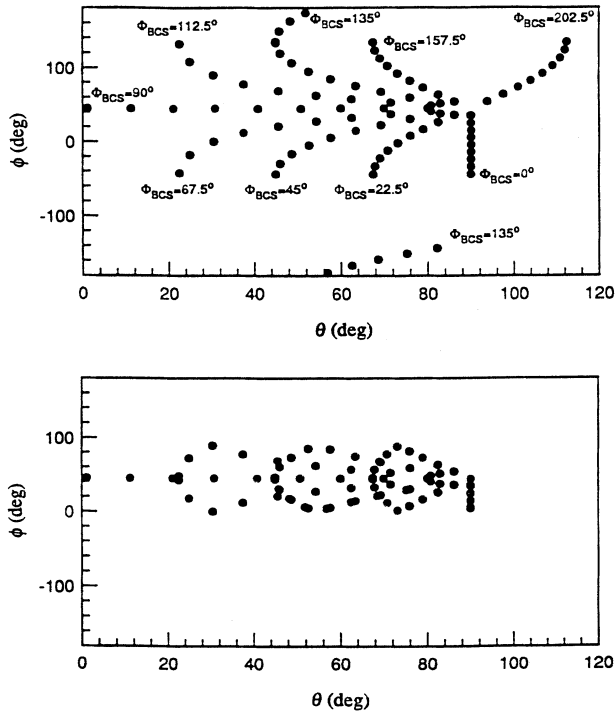 Φ_BCS=112.5°
Φ_BCS=135°
Φ_BCS=157.5°
Φ_BCS=202.5°
Φ_BCS=90°
Φ_BCS=67.5°
Φ_BCS=45°
Φ_BCS=22.5°
Φ_BCS=0°
Φ_BCS=135°
100
0
-100
ϕ (deg)
0 20 40 60 80 100 120
θ (deg)
100
0
-100
ϕ (deg)
0 20 40 60 80 100 120
θ (deg)